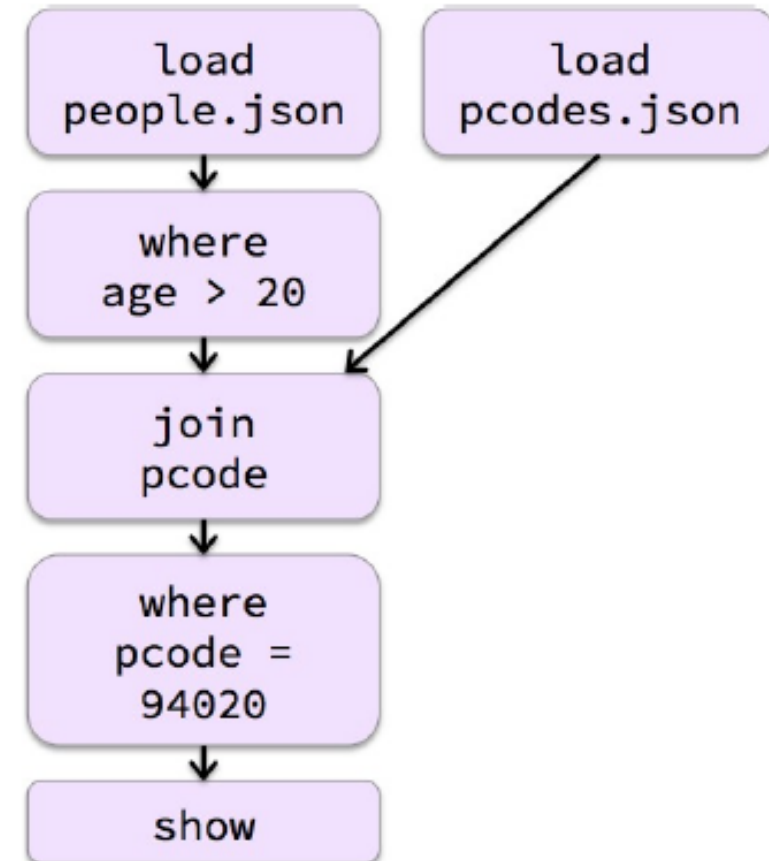 load
people.json
load
pcodes.json
where
age > 20
join
pcode
where
pcode =
94020
show